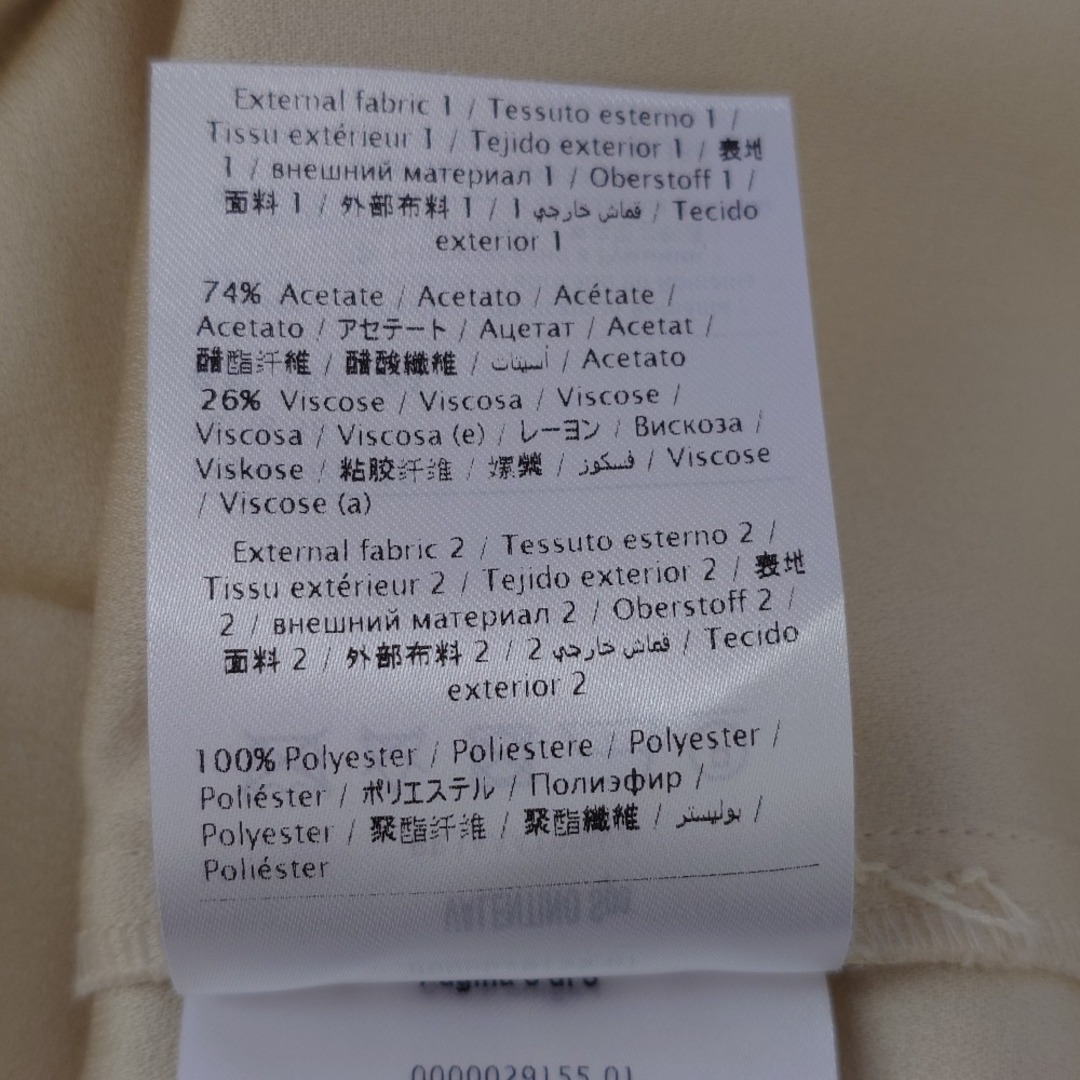 External fabric 1 / Tessuto esterno 1 /
Tissu extérieur 1 / Tejido exterior 1 / 表地
1 / внешний материал 1 / Oberstoff 1 /
面料 1 / 外部布料 1 / قماش خارجي 1 / Tecido
exterior 1
74% Acetate / Acetato / Acétate /
Acetato / アセテート / Ацетат / Acetat /
醋酯纤维 / 醋酸纖維 / أسيتات / Acetato
26% Viscose / Viscosa / Viscose /
Viscosa / Viscosa (e) / レーヨン / Вискоза /
Viskose / 粘胶纤维 / 嫘縈 / فسكوز / Viscose
/ Viscose (a)
External fabric 2 / Tessuto esterno 2 /
Tissu extérieur 2 / Tejido exterior 2 / 表地
2 / внешний материал 2 / Oberstoff 2 /
面料 2 / 外部布料 2 / قماش خارجي 2 / Tecido
exterior 2
100% Polyester / Poliestere / Polyester /
Poliéster / ポリエステル / Полиэфир /
Polyester / 聚酯纤维 / 聚酯纖維 / بوليستر /
Poliéster
VALENTINO SpA
0000029155 01